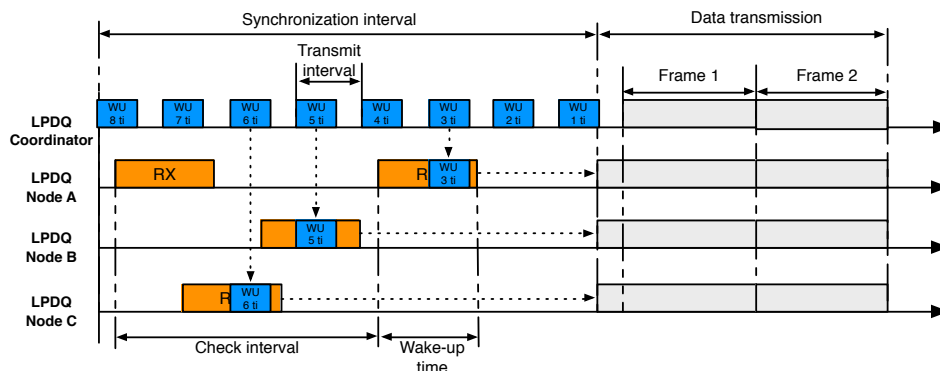 Synchronization interval
Data transmission
Transmit
interval
Frame 1
Frame 2
LPDQ
Coordinator
WU
8 ti
WU
7 ti
WU
6 ti
WU
5 ti
WU
4 ti
WU
3 ti
WU
2 ti
WU
1 ti
LPDQ
Node A
RX
R
WU
3 ti
LPDQ
Node B
WU
5 ti
LPDQ
Node C
R
WU
6 ti
Check interval
Wake-up
time